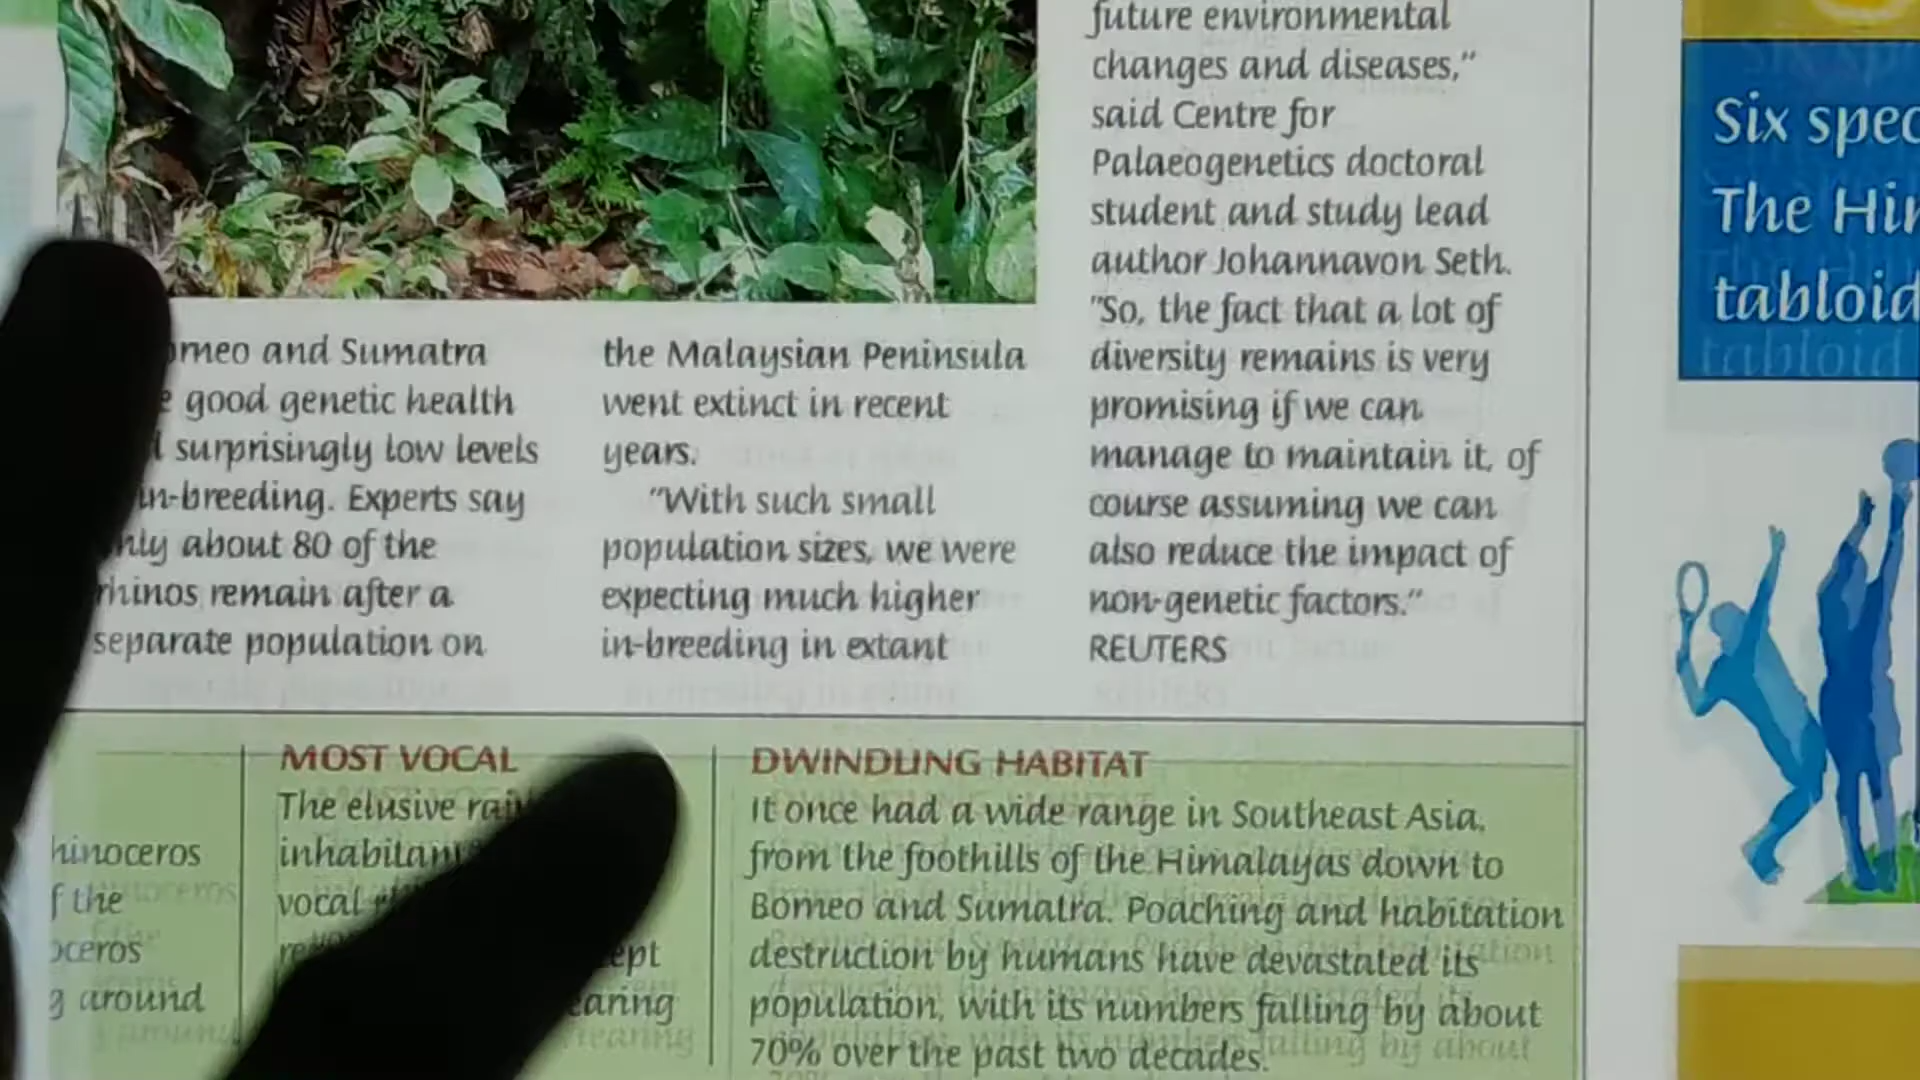 omeo and Sumatra
good genetic health
surprisingly low levels
in-breeding. Experts say
about 80 of the
rhinos remain after a
separate population on
the Malaysian Peninsula
went extinct in recent
years.
"With such small
population sizes, we were
expecting much higher
in-breeding in extant
future environmental
changes and diseases,"
said Centre for
Palaeogenetics doctoral
student and study lead
author Johannavon Seth.
"So, the fact that a lot of
diversity remains is very
promising if we can
manage to maintain it, of
course assuming we can
also reduce the impact of
non-genetic factors."
REUTERS
hinoceros
f the
oceros
g around
MOST VOCAL
The elusive
vocal
DWINDLING HABITAT
It once had a wide range in Southeast Asia,
from the foothills of the Himalayas down to
Borneo and Sumatra. Poaching and habitation
destruction by humans have devastated its
population, with its numbers falling by about
70% over the past two decades.
Six spec
The Hin
tabloid